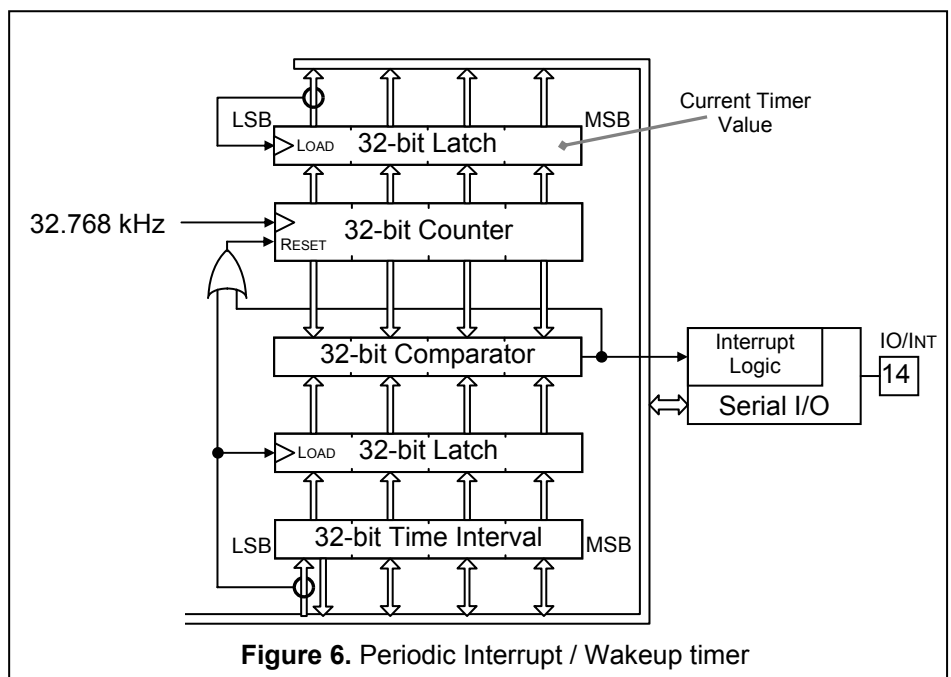 LSB
MSB
Current Timer
Value
LOAD
32-bit Latch
32.768 kHz
32-bit Counter
RESET
32-bit Comparator
Interrupt
Logic
IO/INT
14
Serial I/O
LOAD
32-bit Latch
LSB
32-bit Time Interval
MSB
Figure 6. Periodic Interrupt / Wakeup timer